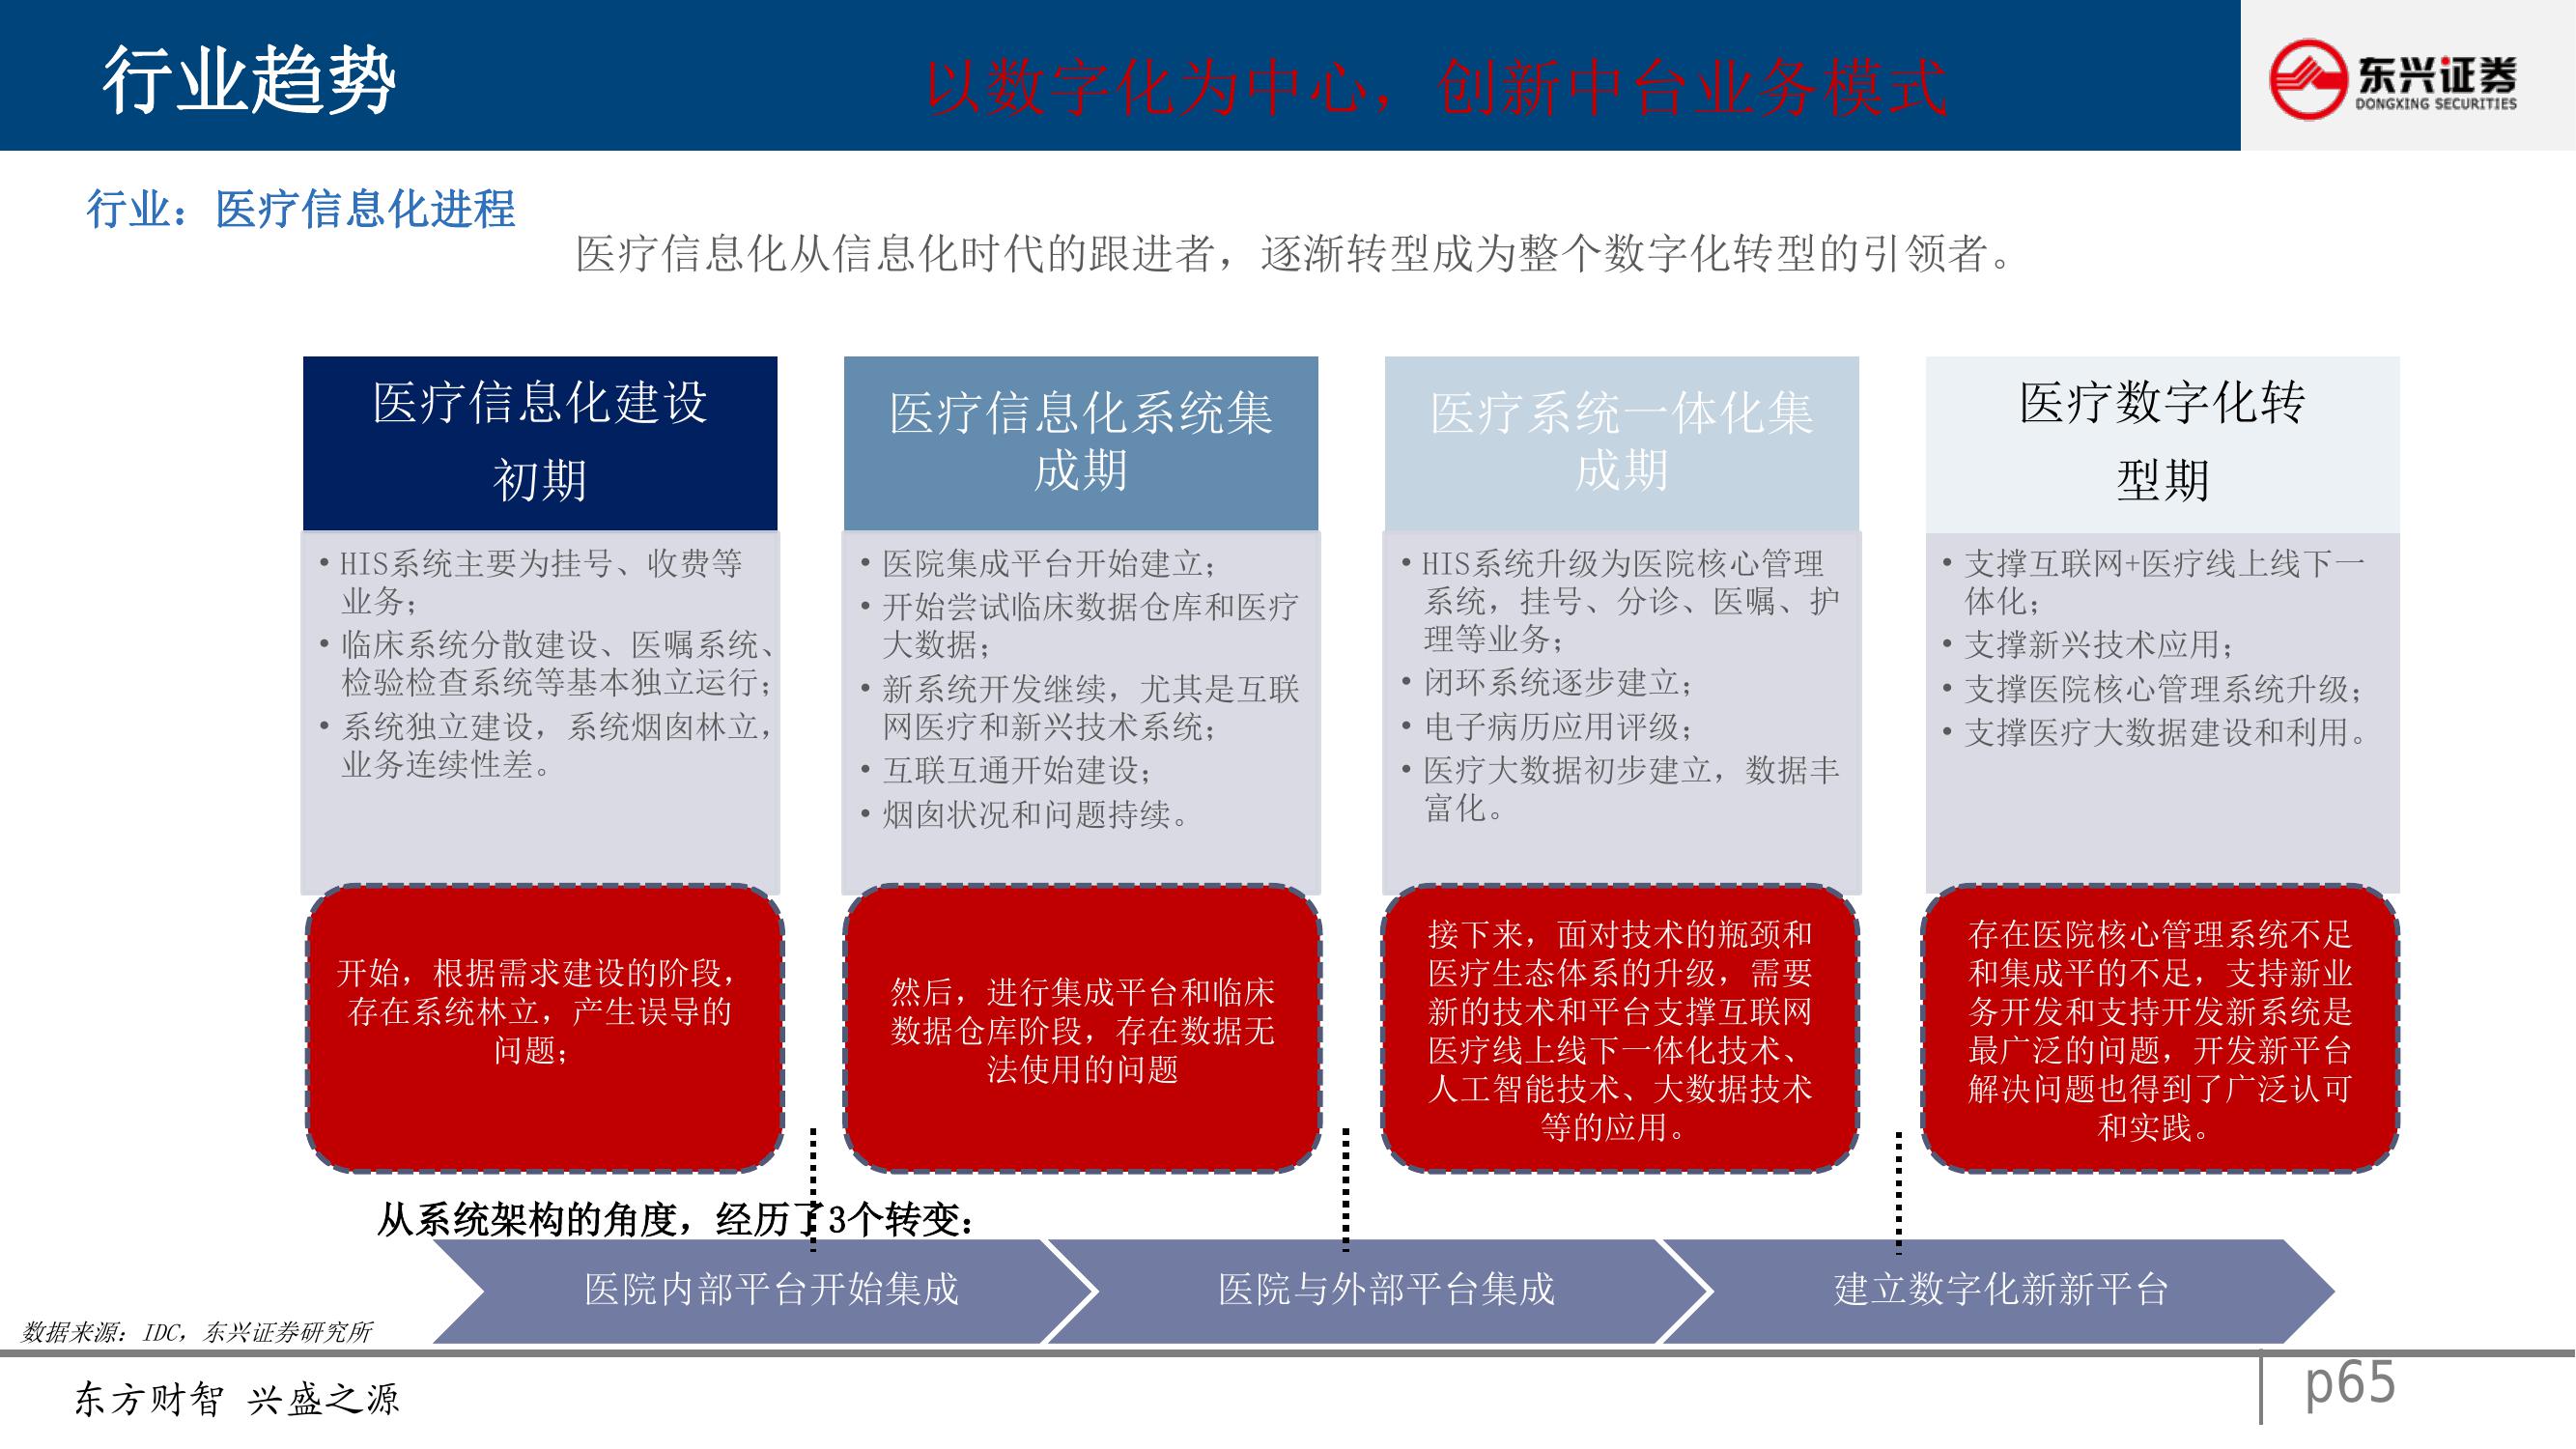 行业趋势
以数字化为中心，创新中台业务模式
东兴证券
DONGXING SECURITIES
行业：医疗信息化进程
医疗信息化从信息化时代的跟进者，逐渐转型成为整个数字化转型的引领者。
医疗信息化建设
初期
•HIS系统主要为挂号、收费等
业务；
•临床系统分散建设、医嘱系统、
检验检查系统等基本独立运行；
•系统独立建设，系统烟囱林立，
业务连续性差。
开始，根据需求建设的阶段，
存在系统林立，产生误导的
问题；
医疗信息化系统集
成期
•医院集成平台开始建立；
•开始尝试临床数据仓库和医疗
大数据；
•新系统开发继续，尤其是互联
网医疗和新兴技术系统；
•互联互通开始建设；
•烟囱状况和问题持续。
然后，进行集成平台和临床
数据仓库阶段，存在数据无
法使用的问题
医疗系统一体化集
成期
•HIS系统升级为医院核心管理
系统，挂号、分诊、医嘱、护
理等业务；
•闭环系统逐步建立；
•电子病历应用评级；
•医疗大数据初步建立，数据丰
富化。
接下来，面对技术的瓶颈和
医疗生态体系的升级，需要
新的技术和平台支撑互联网
医疗线上线下一体化技术、
人工智能技术、大数据技术
等的应用。
医疗数字化转
型期
•支撑互联网+医疗线上线下一
体化；
•支撑新兴技术应用；
•支撑医院核心管理系统升级；
•支撑医疗大数据建设和利用。
存在医院核心管理系统不足
和集成平的不足，支持新业
务开发和支持开发新系统是
最广泛的问题，开发新平台
解决问题也得到了广泛认可
和实践。
从系统架构的角度，经历了3个转变：
医院内部平台开始集成
医院与外部平台集成
建立数字化新新平台
数据来源：IDC，东兴证券研究所
东方财智 兴盛之源
p65